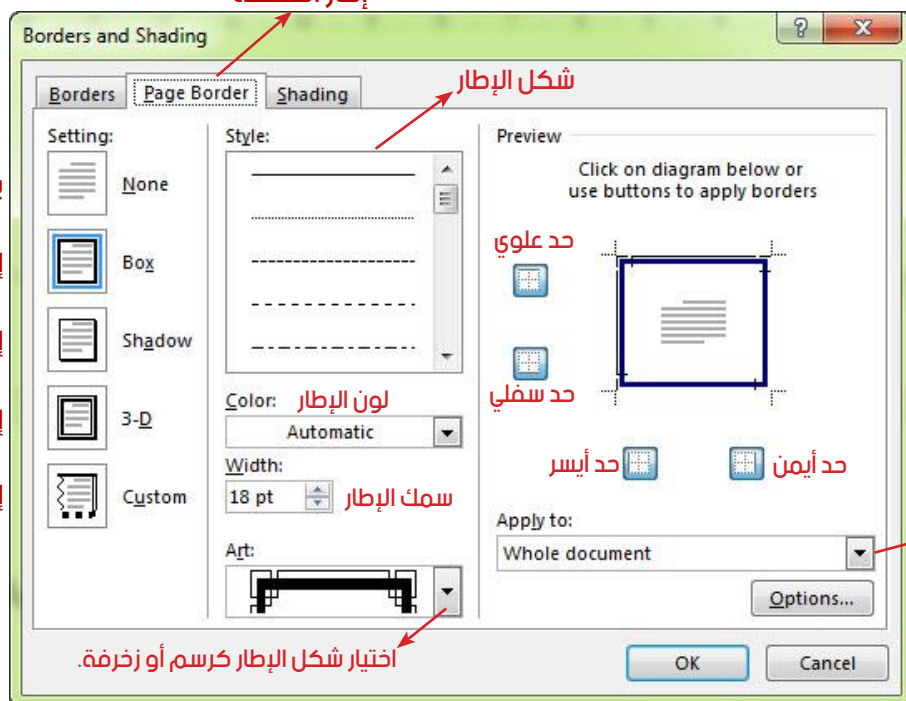 إطار
Borders and Shading
Borders
Page Border
Shading
شكل الإطار
Setting:
None
Box
Shadow
3-D
Custom
Style:
Color:
لون الإطار
Automatic
Width:
18 pt
سمك الإطار
Art:
اختيار شكل الإطار كرسم أو زخرفة.
Preview
Click on diagram below or
use buttons to apply borders
حد علوي
حد سفلي
حد أيسر
حد أيمن
Apply to:
Whole document
Options...
OK
Cancel